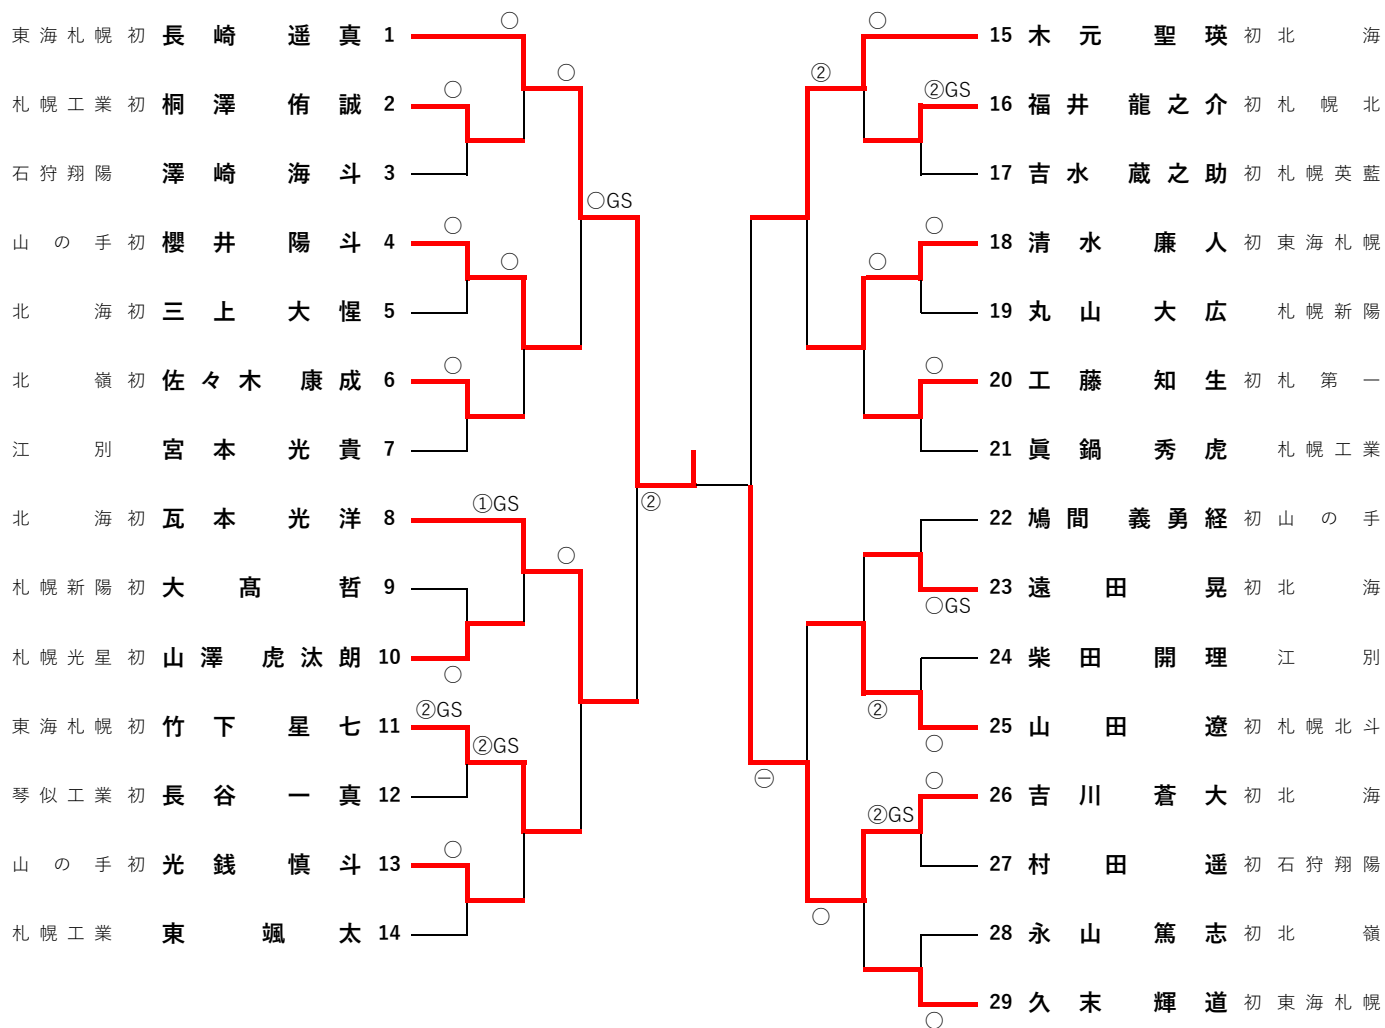 ○
東海札幌 初 長崎 遥真 1
○
○
札幌工業 初 桐澤 侑誠 2
石狩翔陽 澤崎 海斗 3
○GS
○
山の手 初 櫻井 陽斗 4
○
北海 初 三上 大惺 5
○
北嶺 初 佐々木 康成 6
江別 宮本 光貴 7
②
①GS
北海 初 瓦本 光洋 8
○
札幌新陽 初 大髙 哲 9
札幌光星 初 山澤 虎汰朗 10
○
②GS
東海札幌 初 竹下 星七 11
②GS
琴似工業 初 長谷 一真 12
○
山の手 初 光銭 慎斗 13
札幌工業 東 颯太 14
○
15 木元 聖瑛 初 北海
②
②GS
16 福井 龍之介 初 札幌北
17 吉水 蔵之助 初 札幌英藍
○
18 清水 廉人 初 東海札幌
○
19 丸山 大広 札幌新陽
○
20 工藤 知生 初 札第一
21 眞鍋 秀虎 札幌工業
22 鳩間 義勇経 初 山の手
23 遠田 晃 初 北海
○GS
24 柴田 開理 江別
②
25 山田 遼 初 札幌北斗
○
㊀
○
26 吉川 蒼大 初 北海
②GS
27 村田 遥 初 石狩翔陽
○
28 永山 篤志 初 北嶺
29 久末 輝道 初 東海札幌
○